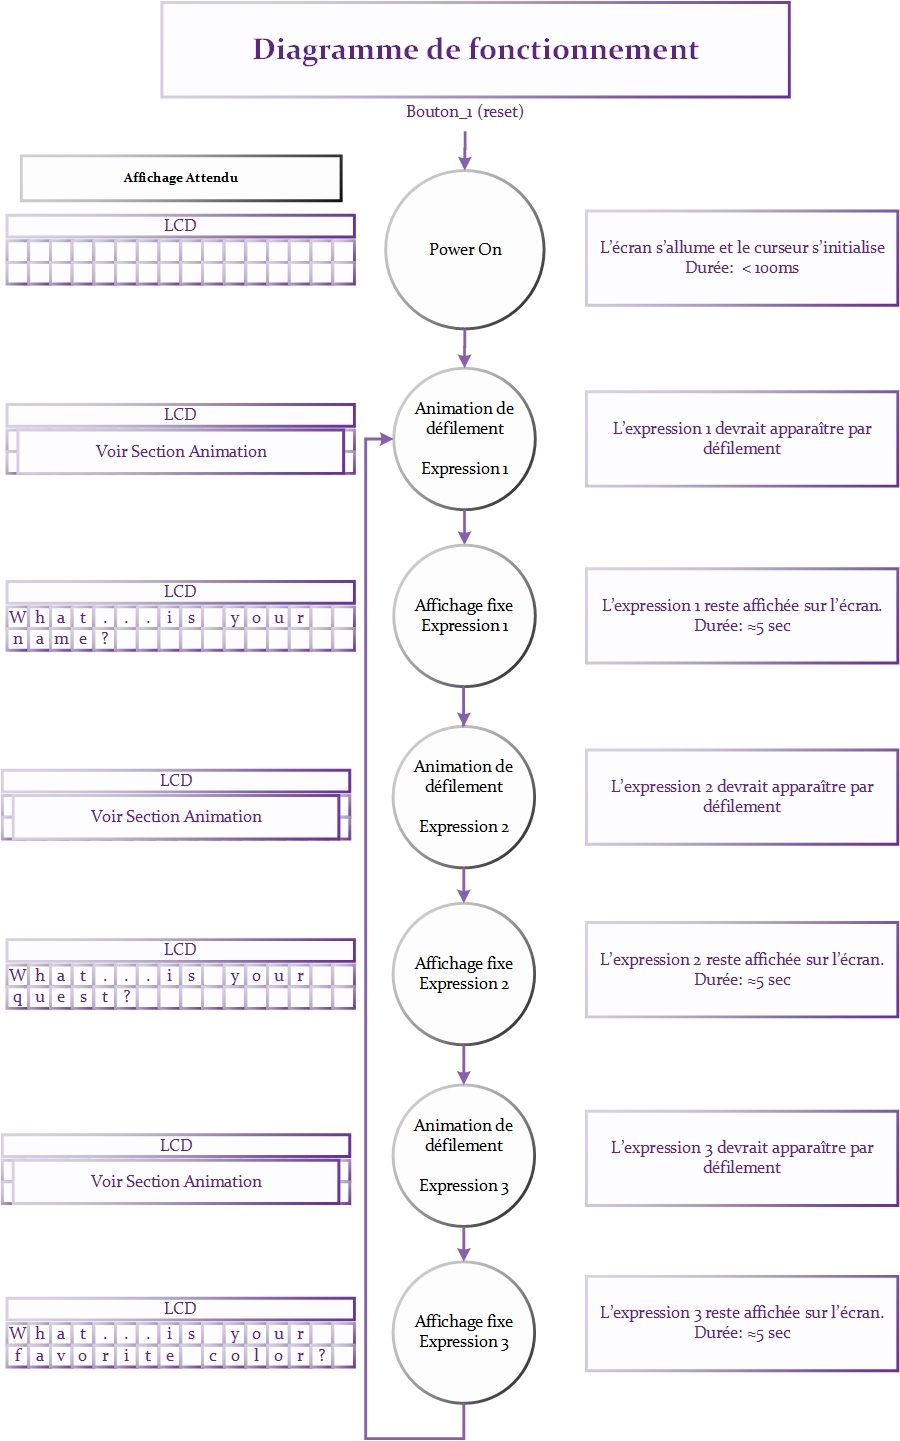 Diagramme de fonctionnement
Bouton_1 (reset)
Affichage Attendu
LCD
Power On
L'écran s'allume et le curseur s'initialise
Durée: < 100ms
LCD
Voir Section Animation
Animation de
défilement
Expression 1
L'expression 1 devrait apparaître par
défilement
LCD
What...is your
name?
Affichage fixe
Expression 1
L'expression 1 reste affichée sur l'écran.
Durée: ≈5 sec
LCD
Voir Section Animation
Animation de
défilement
Expression 2
L'expression 2 devrait apparaître par
défilement
LCD
What...is your
quest?
Affichage fixe
Expression 2
L'expression 2 reste affichée sur l'écran.
Durée: ≈5 sec
LCD
Voir Section Animation
Animation de
défilement
Expression 3
L'expression 3 devrait apparaître par
défilement
LCD
What...is your
favorite color?
Affichage fixe
Expression 3
L'expression 3 reste affichée sur l'écran.
Durée: ≈5 sec